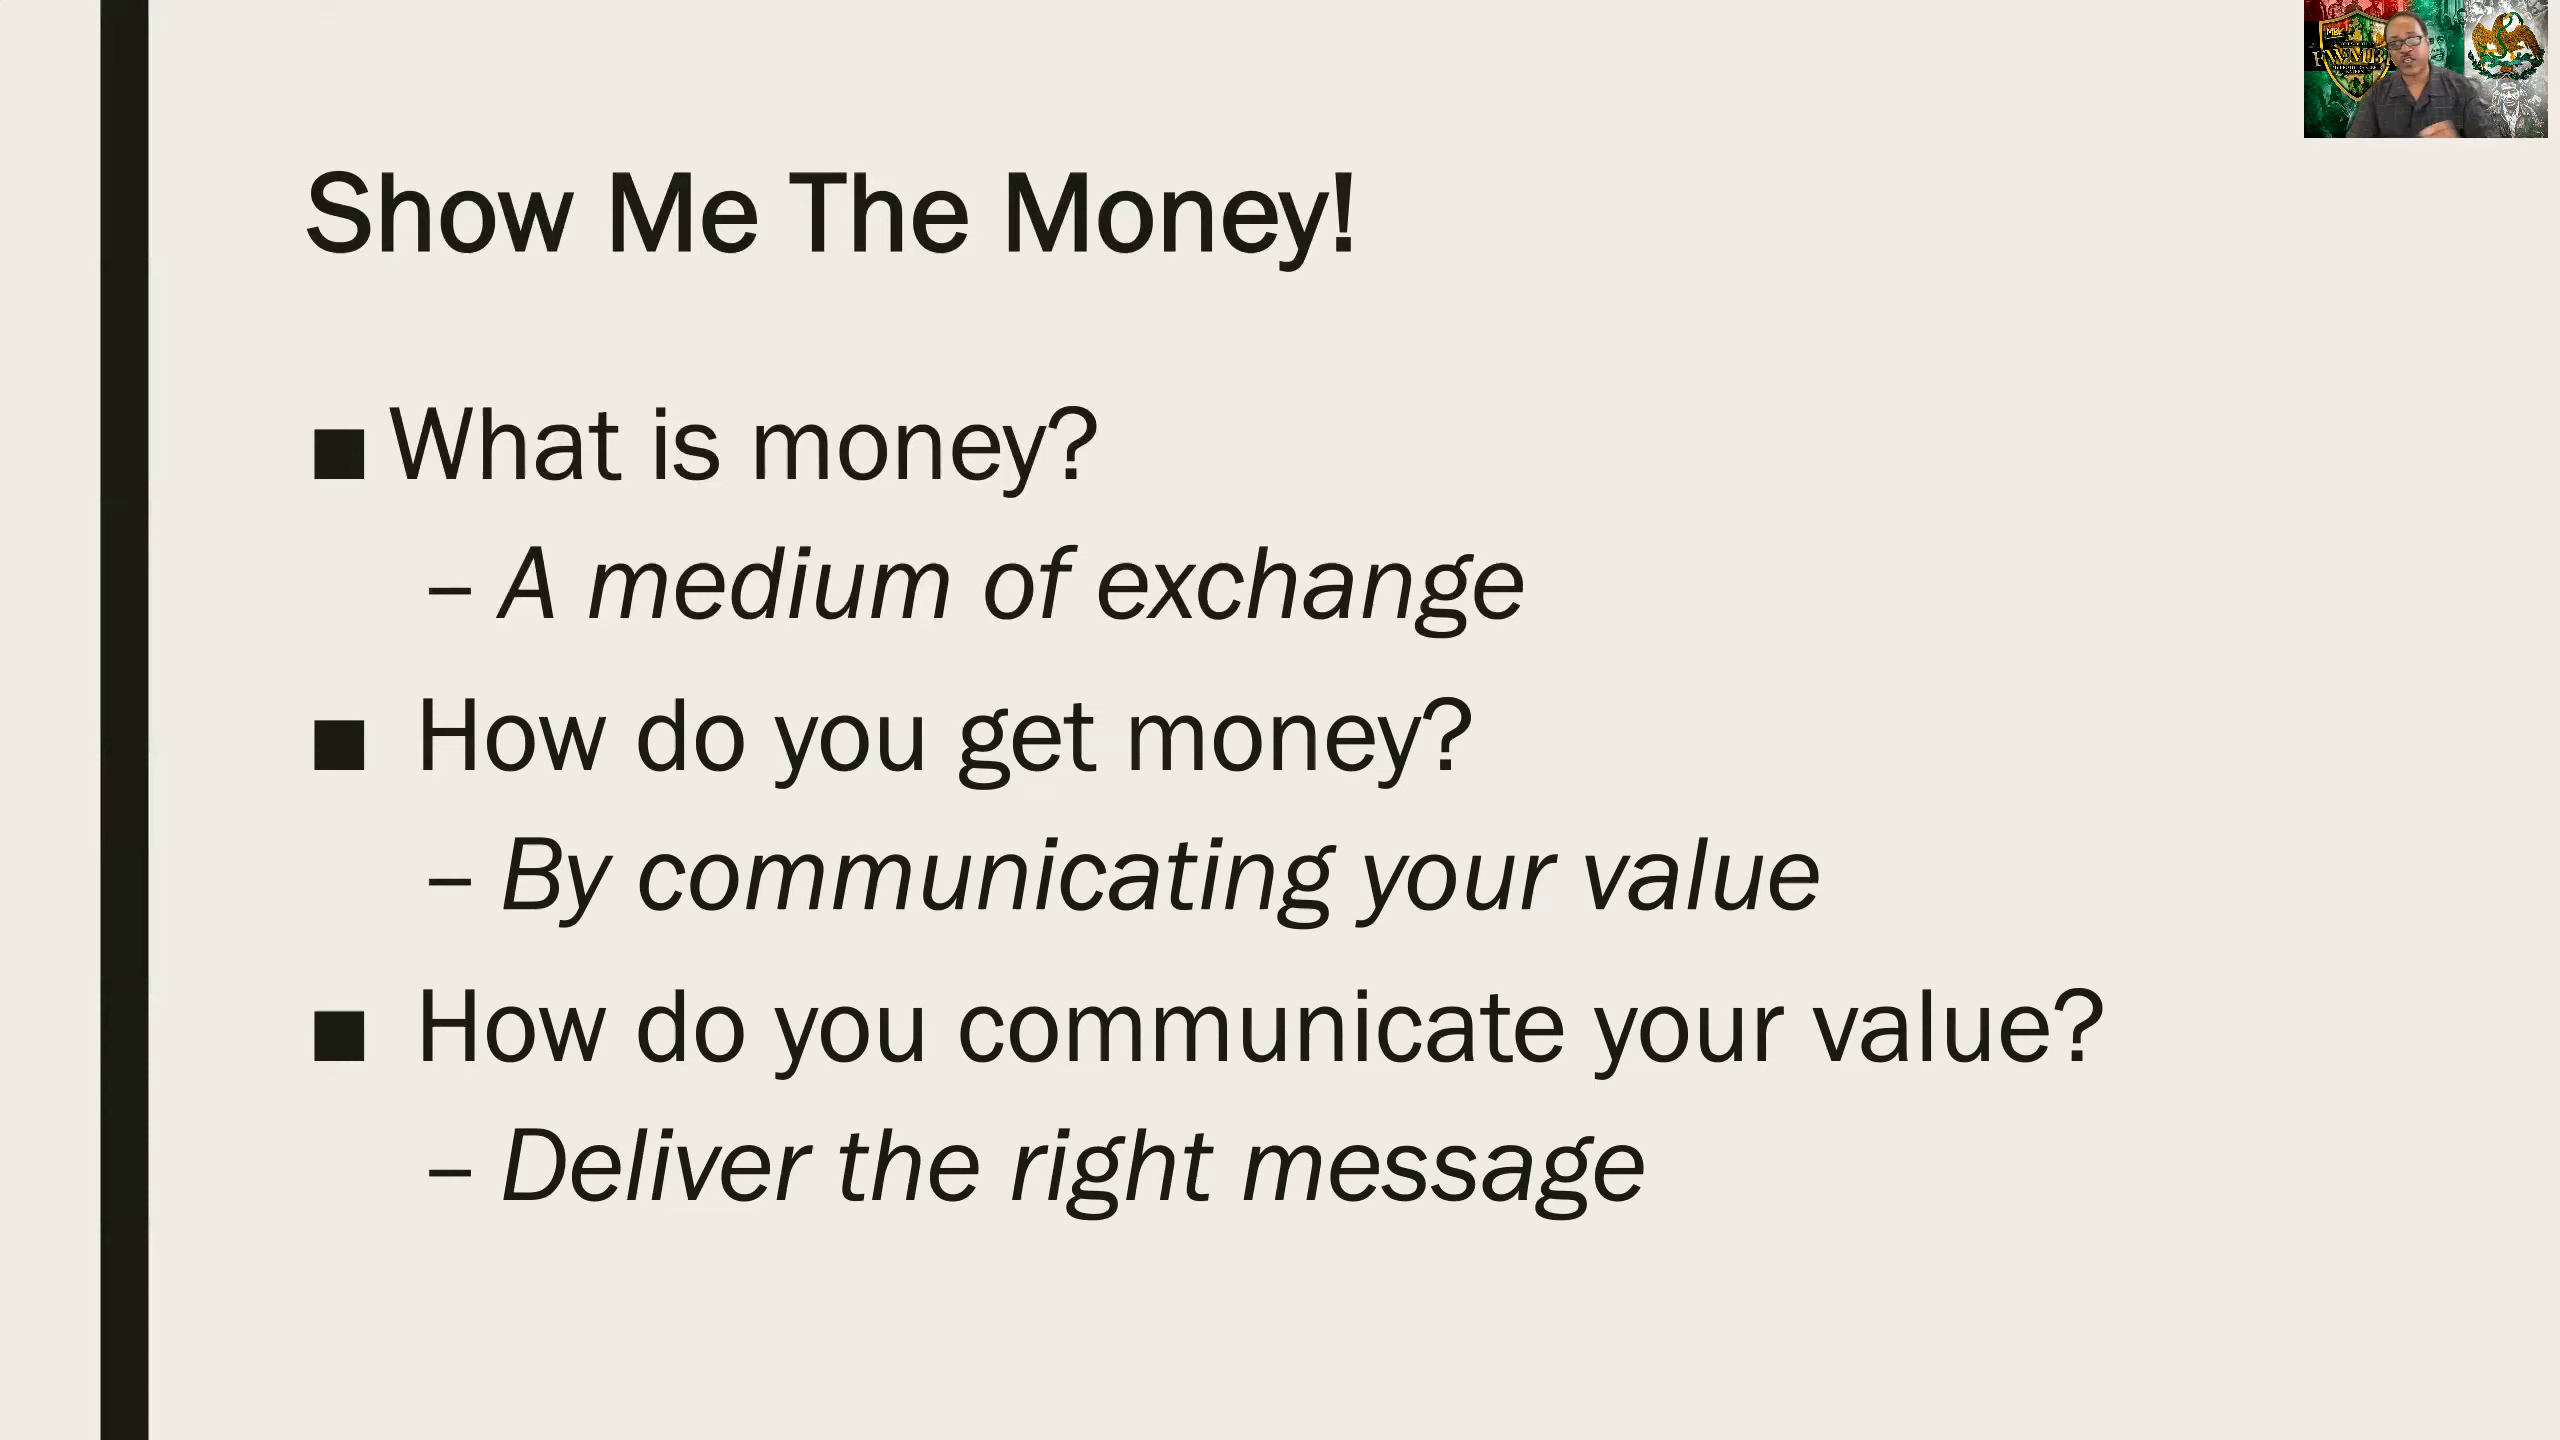 Show Me The Money!
■ What is money?
– A medium of exchange
■ How do you get money?
– By communicating your value
■ How do you communicate your value?
– Deliver the right message